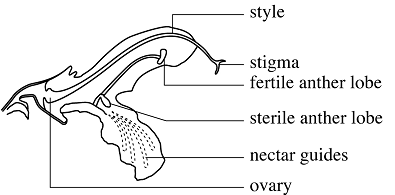 style
stigma
fertile anther lobe
sterile anther lobe
nectar guides
ovary